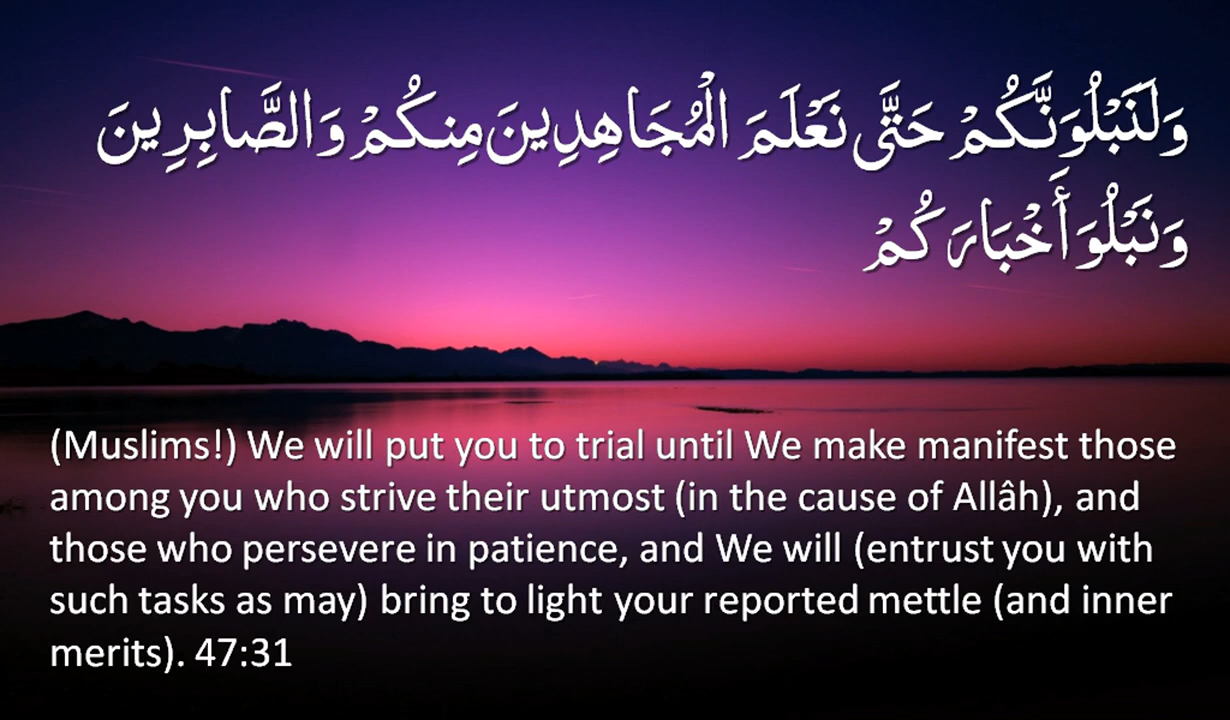 وَلَنَبْلُوَنَّكُمْ حَتَّى نَعْلَمَ الْمُجَاهِدِينَ مِنكُمْ وَالصَّابِرِينَ
وَنَبْلُوَ أَخْبَارَكُمْ
(Muslims!) We will put you to trial until We make manifest those
among you who strive their utmost (in the cause of Allâh), and
those who persevere in patience, and We will (entrust you with
such tasks as may) bring to light your reported mettle (and inner
merits). 47:31